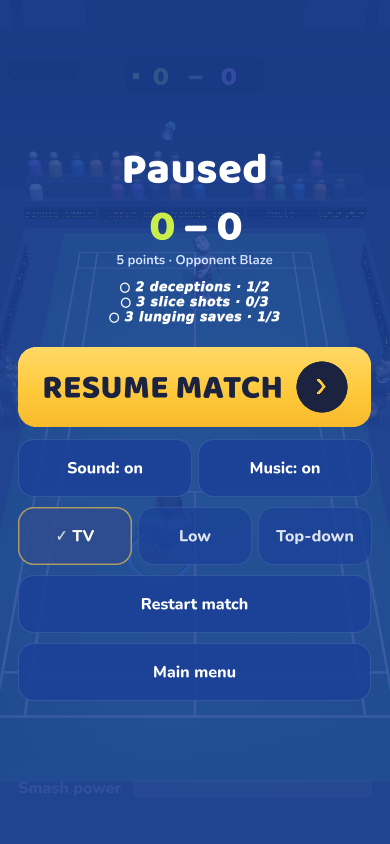 0 – 0
Paused
0 – 0
5 points · Opponent Blaze
○ 2 deceptions · 1/2
○ 3 slice shots · 0/3
○ 3 lunging saves · 1/3
RESUME MATCH ›
Sound: on
Music: on
✓ TV
Low
Top-down
Restart match
Main menu
Smash power